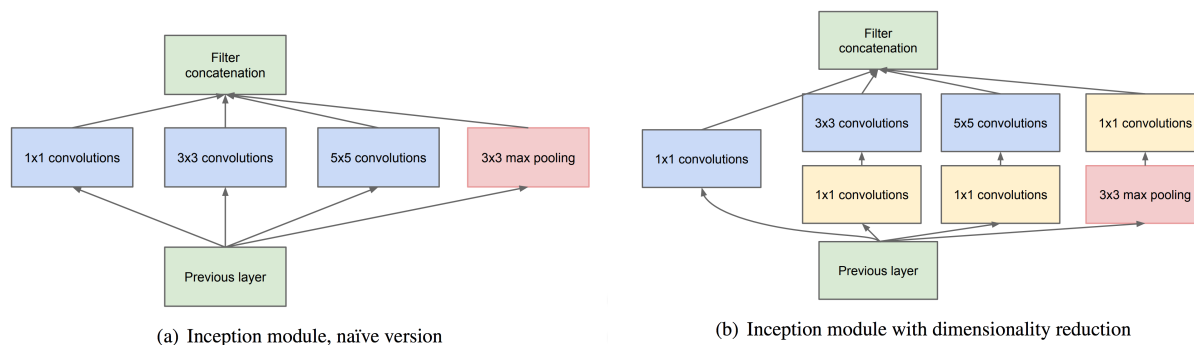 Filter
concatenation
1x1 convolutions
3x3 convolutions
5x5 convolutions
3x3 max pooling
Previous layer
(a) Inception module, naïve version
Filter
concatenation
3x3 convolutions
5x5 convolutions
1x1 convolutions
1x1 convolutions
1x1 convolutions
1x1 convolutions
3x3 max pooling
Previous layer
(b) Inception module with dimensionality reduction